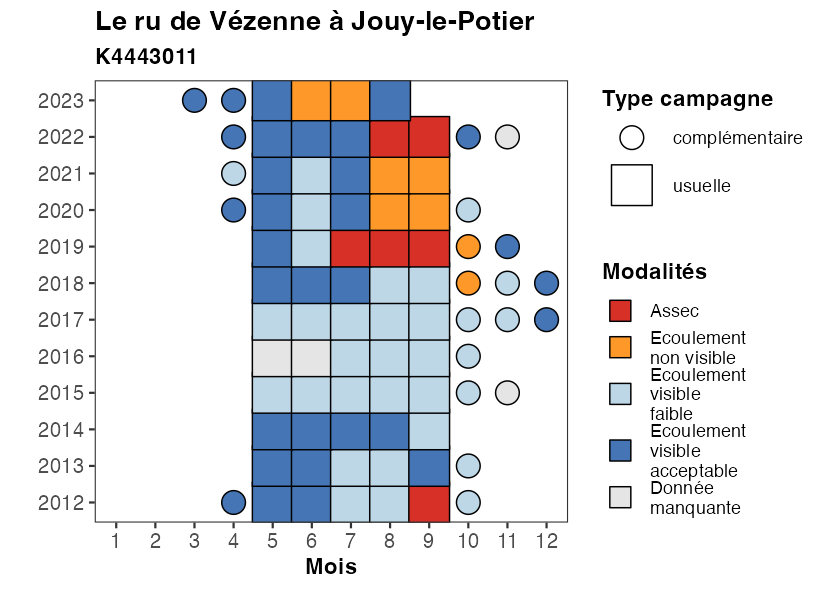 Le ru de Vézenne à Jouy-le-Potier
K4443011
2023
2022
2021
2020
2019
2018
2017
2016
2015
2014
2013
2012
1 2 3 4 5 6 7 8 9 10 11 12
Mois
Type campagne
complémentaire
usuelle
Modalités
Assec
Ecoulement
non visible
Ecoulement
visible
faible
Ecoulement
visible
acceptable
Donnée
manquante